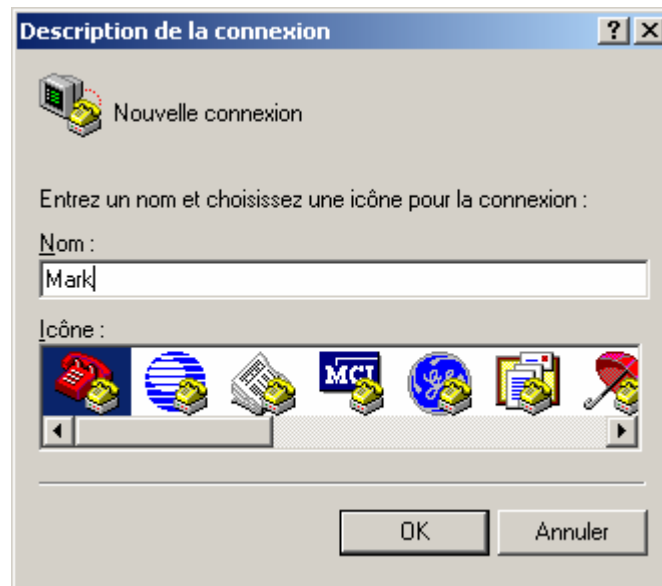 Description de la connexion
Nouvelle connexion
Entrez un nom et choisissez une icône pour la connexion :
Nom :
Mark
Icône :
MCI
OK Annuler